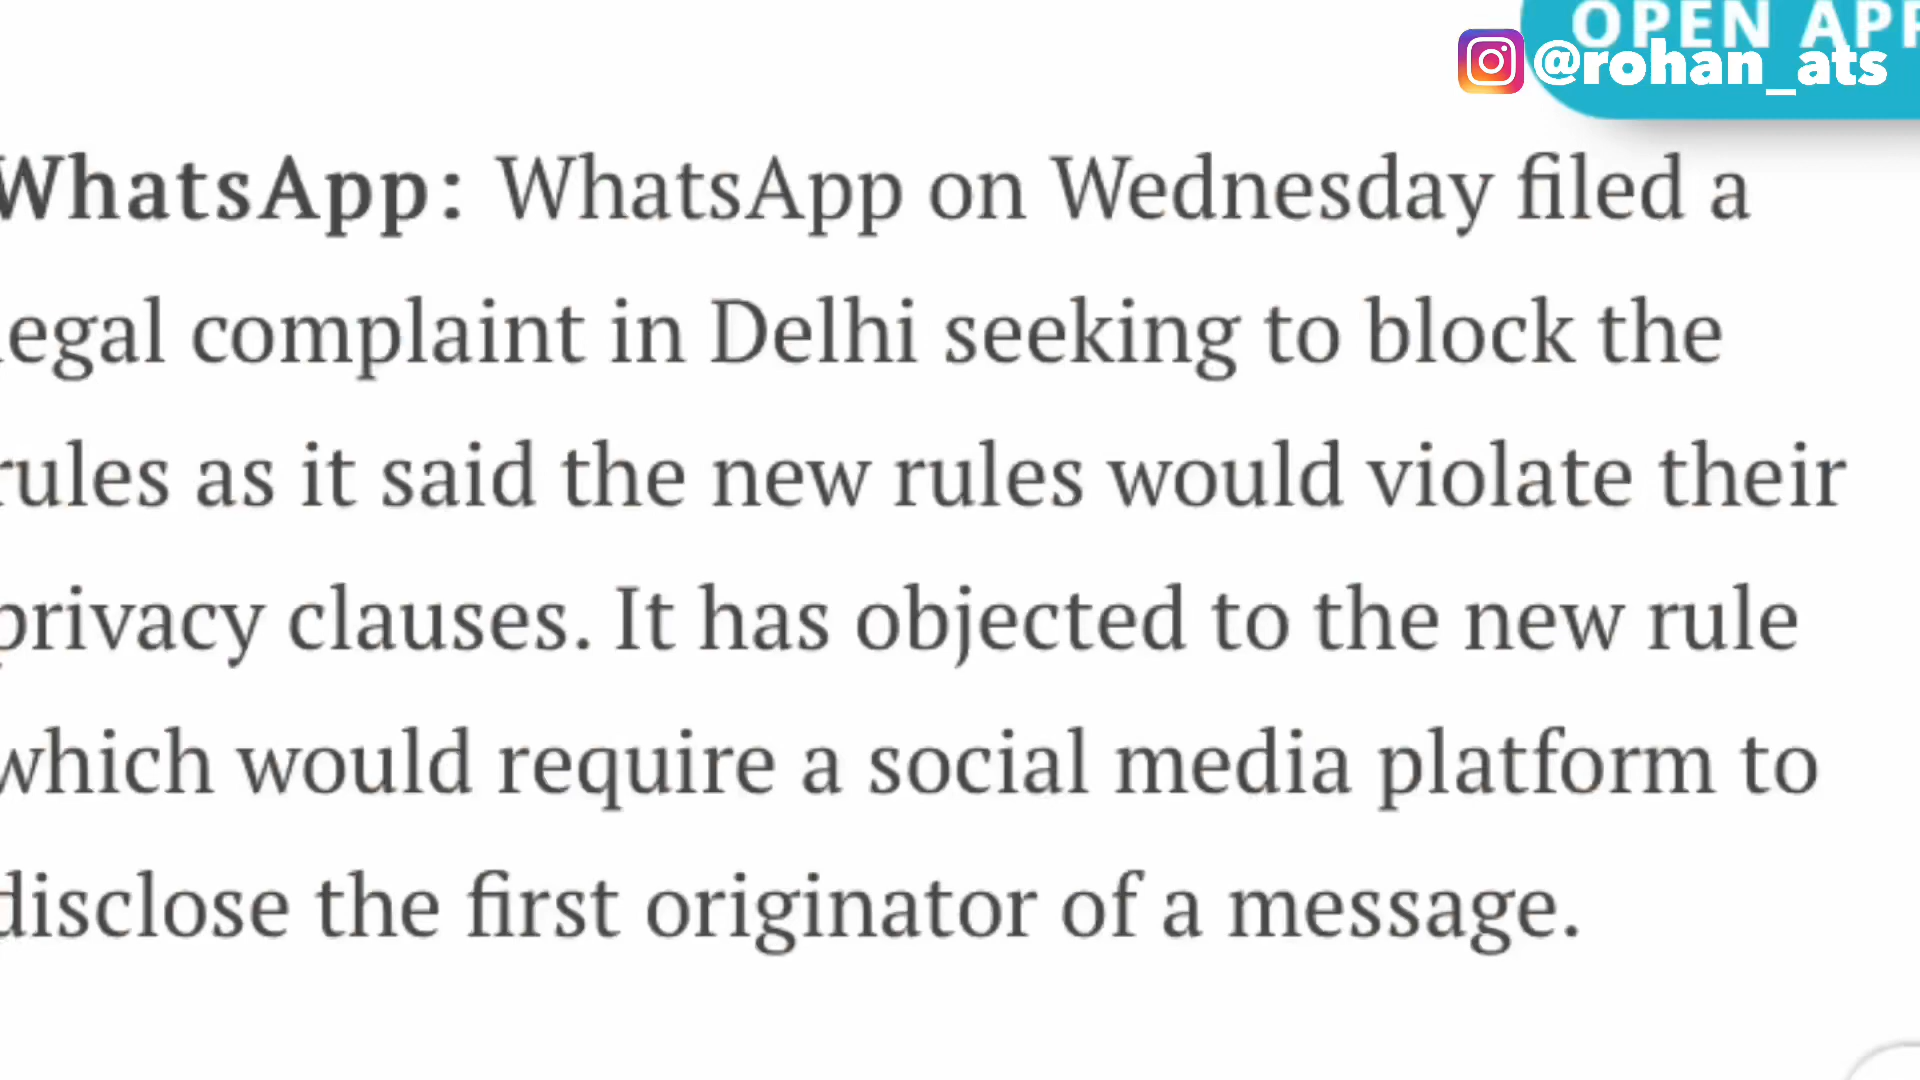 OPEN APP
@rohan_ats
WhatsApp: WhatsApp on Wednesday filed a
legal complaint in Delhi seeking to block the
rules as it said the new rules would violate their
privacy clauses. It has objected to the new rule
which would require a social media platform to
disclose the first originator of a message.